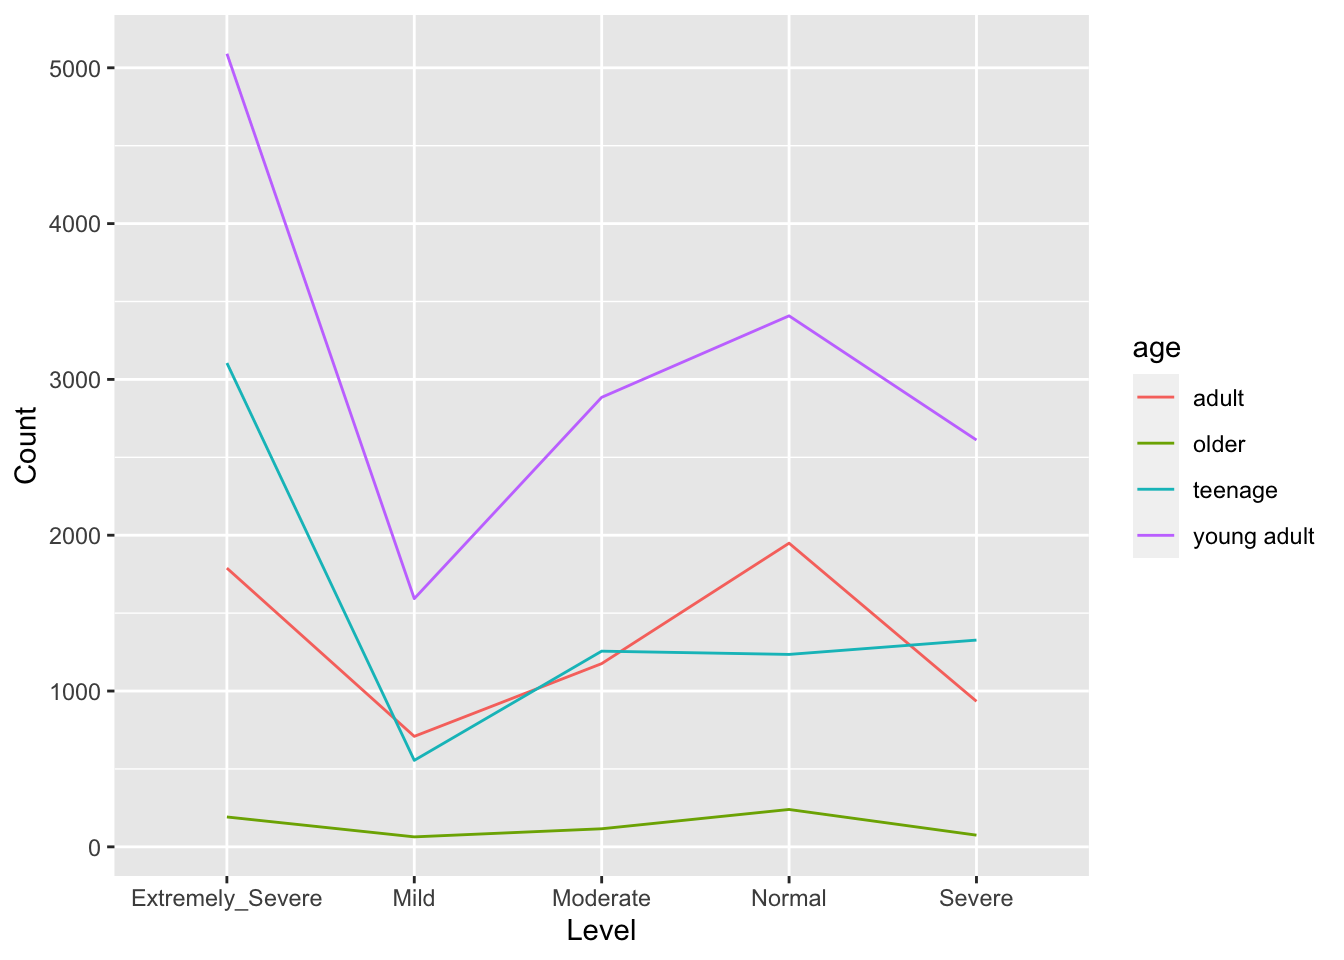 5000
4000
3000
2000
1000
0
Count
Extremely_Severe Mild Moderate Normal Severe
Level
age
adult
older
teenage
young adult